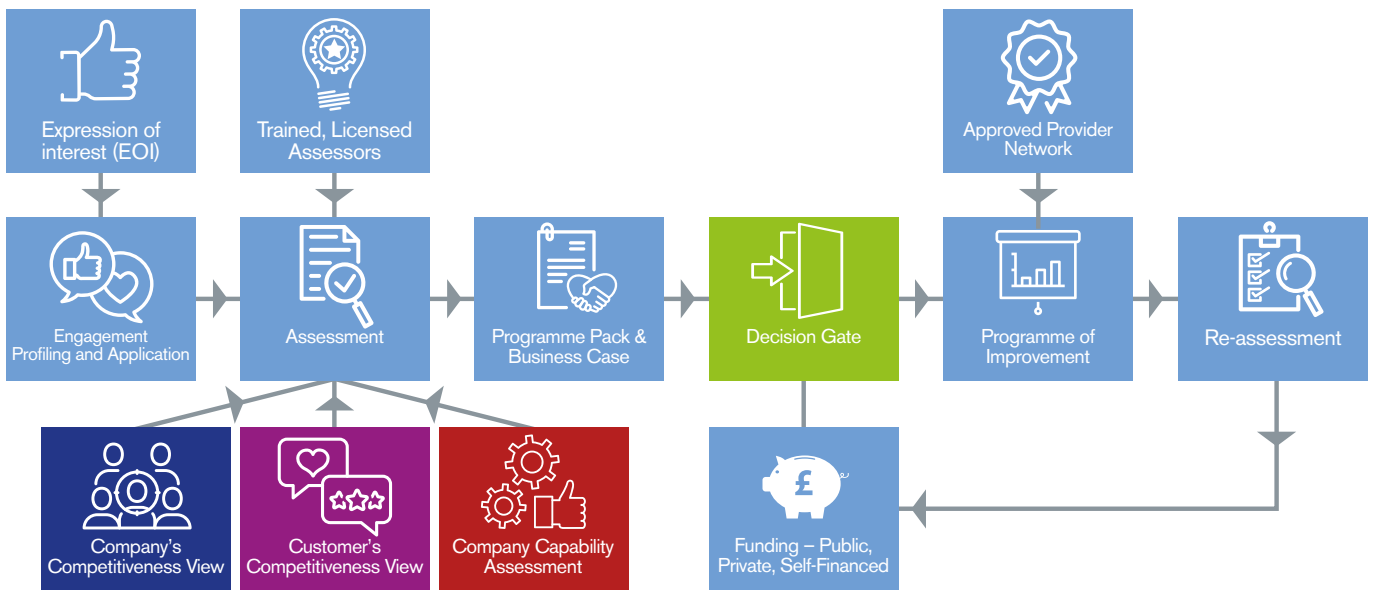 Expression of
interest (EOI)
Trained, Licensed
Assessors
Approved Provider
Network
Engagement
Profiling and Application
Assessment
Programme Pack &
Business Case
Decision Gate
Programme of
Improvement
Re-assessment
Company's
Competitiveness View
Customer's
Competitiveness View
Company Capability
Assessment
£
Funding – Public,
Private, Self-Financed